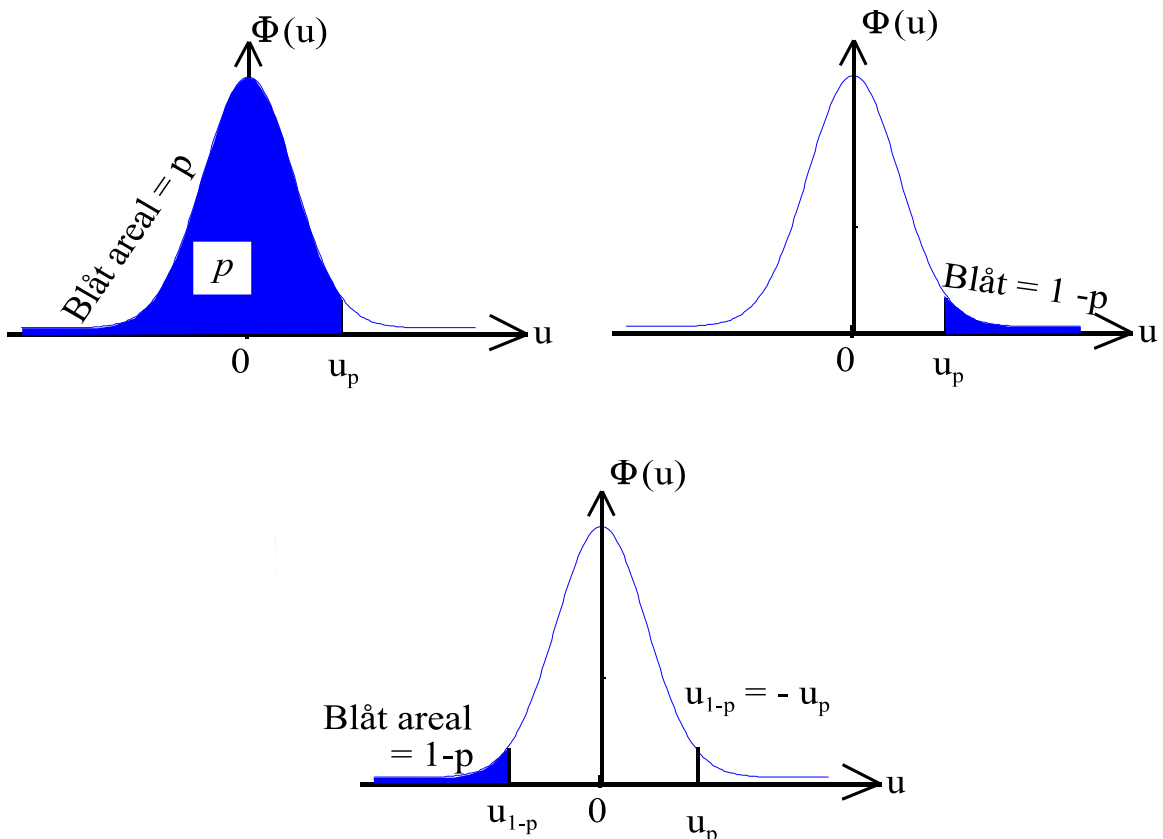 Φ(u)
Blåt areal = p
p
u
0
u_p
Φ(u)
Blåt = 1 -p
u
0
u_p
Φ(u)
u_{1-p} = - u_p
Blåt areal
= 1-p
u
u_{1-p}
0
u_p